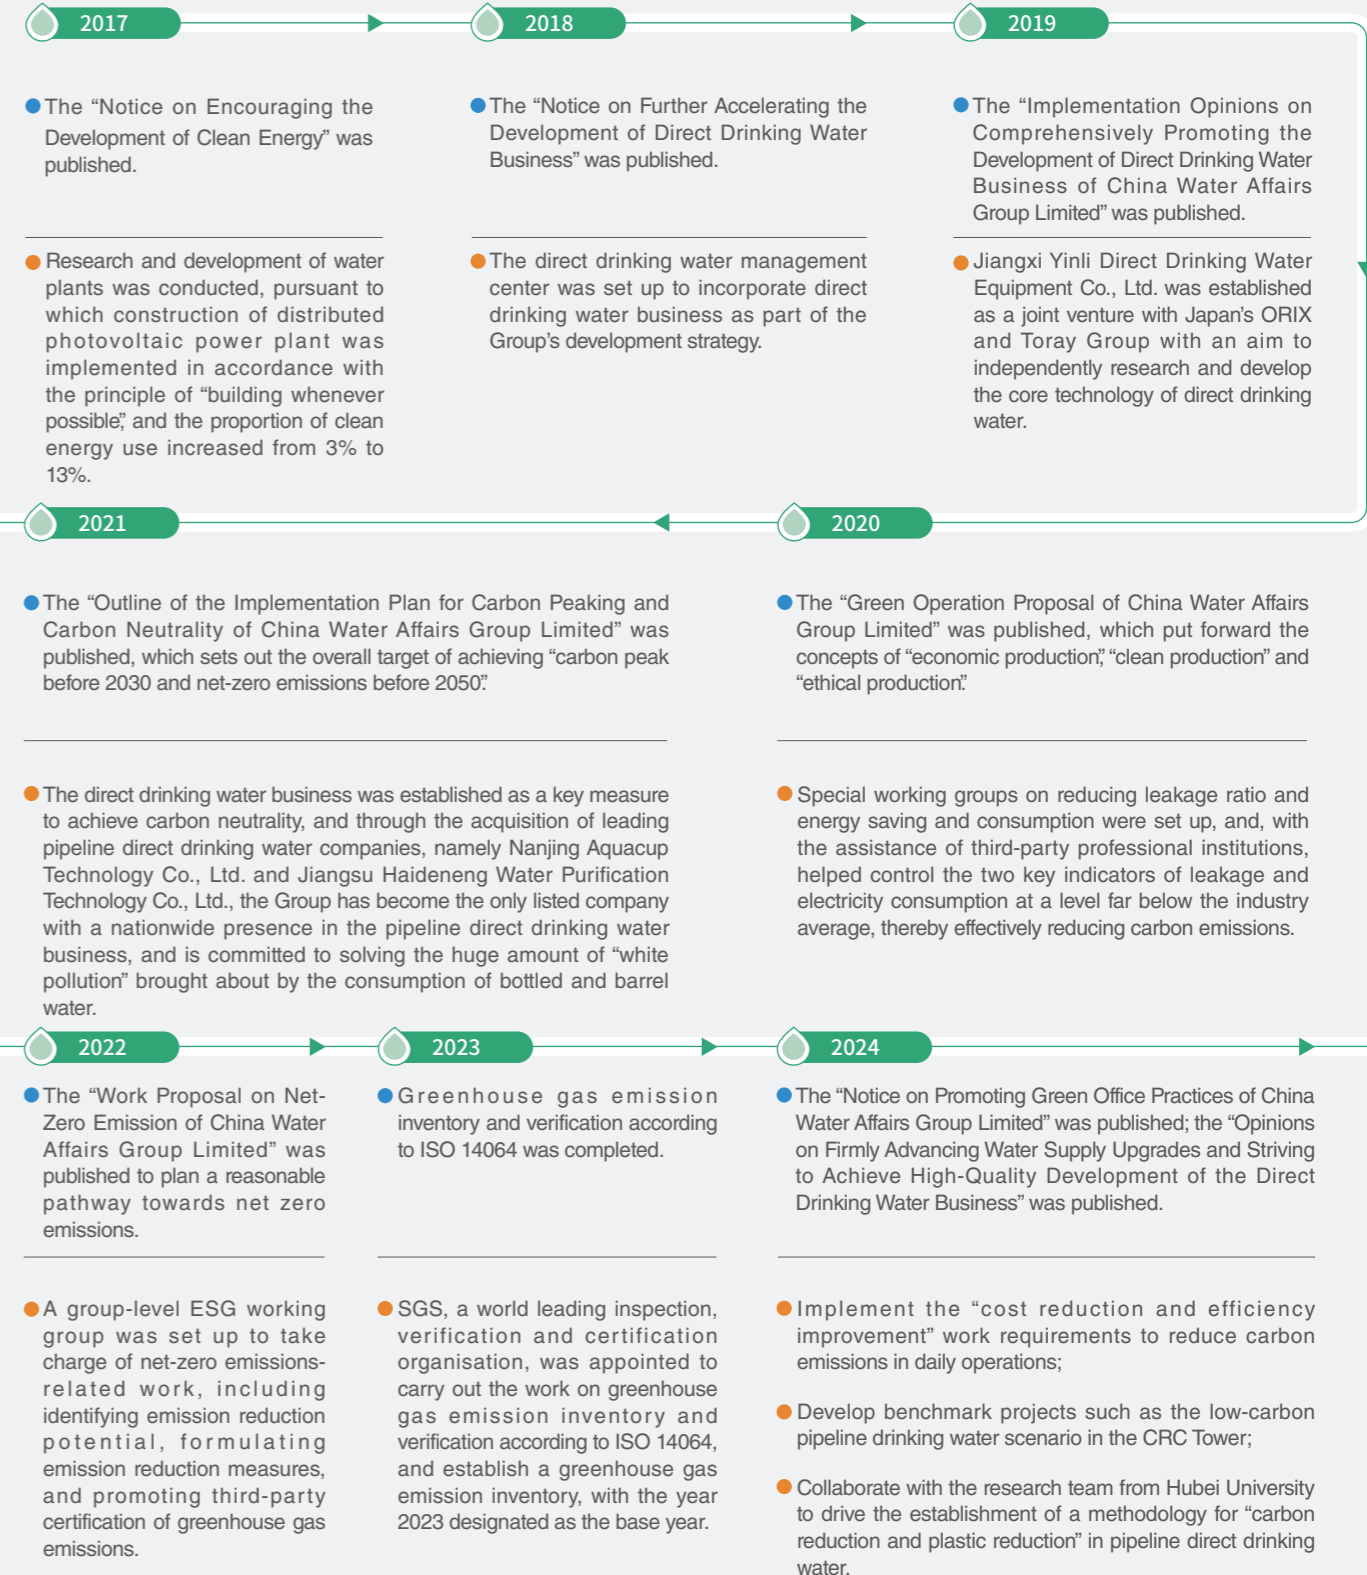 2017
The “Notice on Encouraging the
Development of Clean Energy” was
published.
Research and development of water
plants was conducted, pursuant to
which construction of distributed
photovoltaic power plant was
implemented in accordance with
the principle of “building whenever
possible”, and the proportion of clean
energy use increased from 3% to
13%.
2018
The “Notice on Further Accelerating the
Development of Direct Drinking Water
Business” was published.
The direct drinking water management
center was set up to incorporate direct
drinking water business as part of the
Group’s development strategy.
2019
The “Implementation Opinions on
Comprehensively Promoting the
Development of Direct Drinking Water
Business of China Water Affairs
Group Limited” was published.
Jiangxi Yinli Direct Drinking Water
Equipment Co., Ltd. was established
as a joint venture with Japan’s ORIX
and Toray Group with an aim to
independently research and develop
the core technology of direct drinking
water.
2020
The “Green Operation Proposal of China Water Affairs
Group Limited” was published, which put forward the
concepts of “economic production”, “clean production” and
“ethical production”.
Special working groups on reducing leakage ratio and
energy saving and consumption were set up, and, with
the assistance of third-party professional institutions,
helped control the two key indicators of leakage and
electricity consumption at a level far below the industry
average, thereby effectively reducing carbon emissions.
2021
The “Outline of the Implementation Plan for Carbon Peaking and
Carbon Neutrality of China Water Affairs Group Limited” was
published, which sets out the overall target of achieving “carbon peak
before 2030 and net-zero emissions before 2050”.
The direct drinking water business was established as a key measure
to achieve carbon neutrality, and through the acquisition of leading
pipeline direct drinking water companies, namely Nanjing Aquacup
Technology Co., Ltd. and Jiangsu Haideneng Water Purification
Technology Co., Ltd., the Group has become the only listed company
with a nationwide presence in the pipeline direct drinking water
business, and is committed to solving the huge amount of “white
pollution” brought about by the consumption of bottled and barrel
water.
2022
The “Work Proposal on Net-
Zero Emission of China Water
Affairs Group Limited” was
published to plan a reasonable
pathway towards net zero
emissions.
A group-level ESG working
group was set up to take
charge of net-zero emissions-
related work, including
identifying emission reduction
potential, formulating
emission reduction measures,
and promoting third-party
certification of greenhouse gas
emissions.
2023
Greenhouse gas emission
inventory and verification according
to ISO 14064 was completed.
SGS, a world leading inspection,
verification and certification
organisation, was appointed to
carry out the work on greenhouse
gas emission inventory and
verification according to ISO 14064,
and establish a greenhouse gas
emission inventory, with the year
2023 designated as the base year.
2024
The “Notice on Promoting Green Office Practices of China
Water Affairs Group Limited” was published; the “Opinions
on Firmly Advancing Water Supply Upgrades and Striving
to Achieve High-Quality Development of the Direct
Drinking Water Business” was published.
Implement the “cost reduction and efficiency
improvement” work requirements to reduce carbon
emissions in daily operations;
Develop benchmark projects such as the low-carbon
pipeline drinking water scenario in the CRC Tower;
Collaborate with the research team from Hubei University
to drive the establishment of a methodology for “carbon
reduction and plastic reduction” in pipeline direct drinking
water.